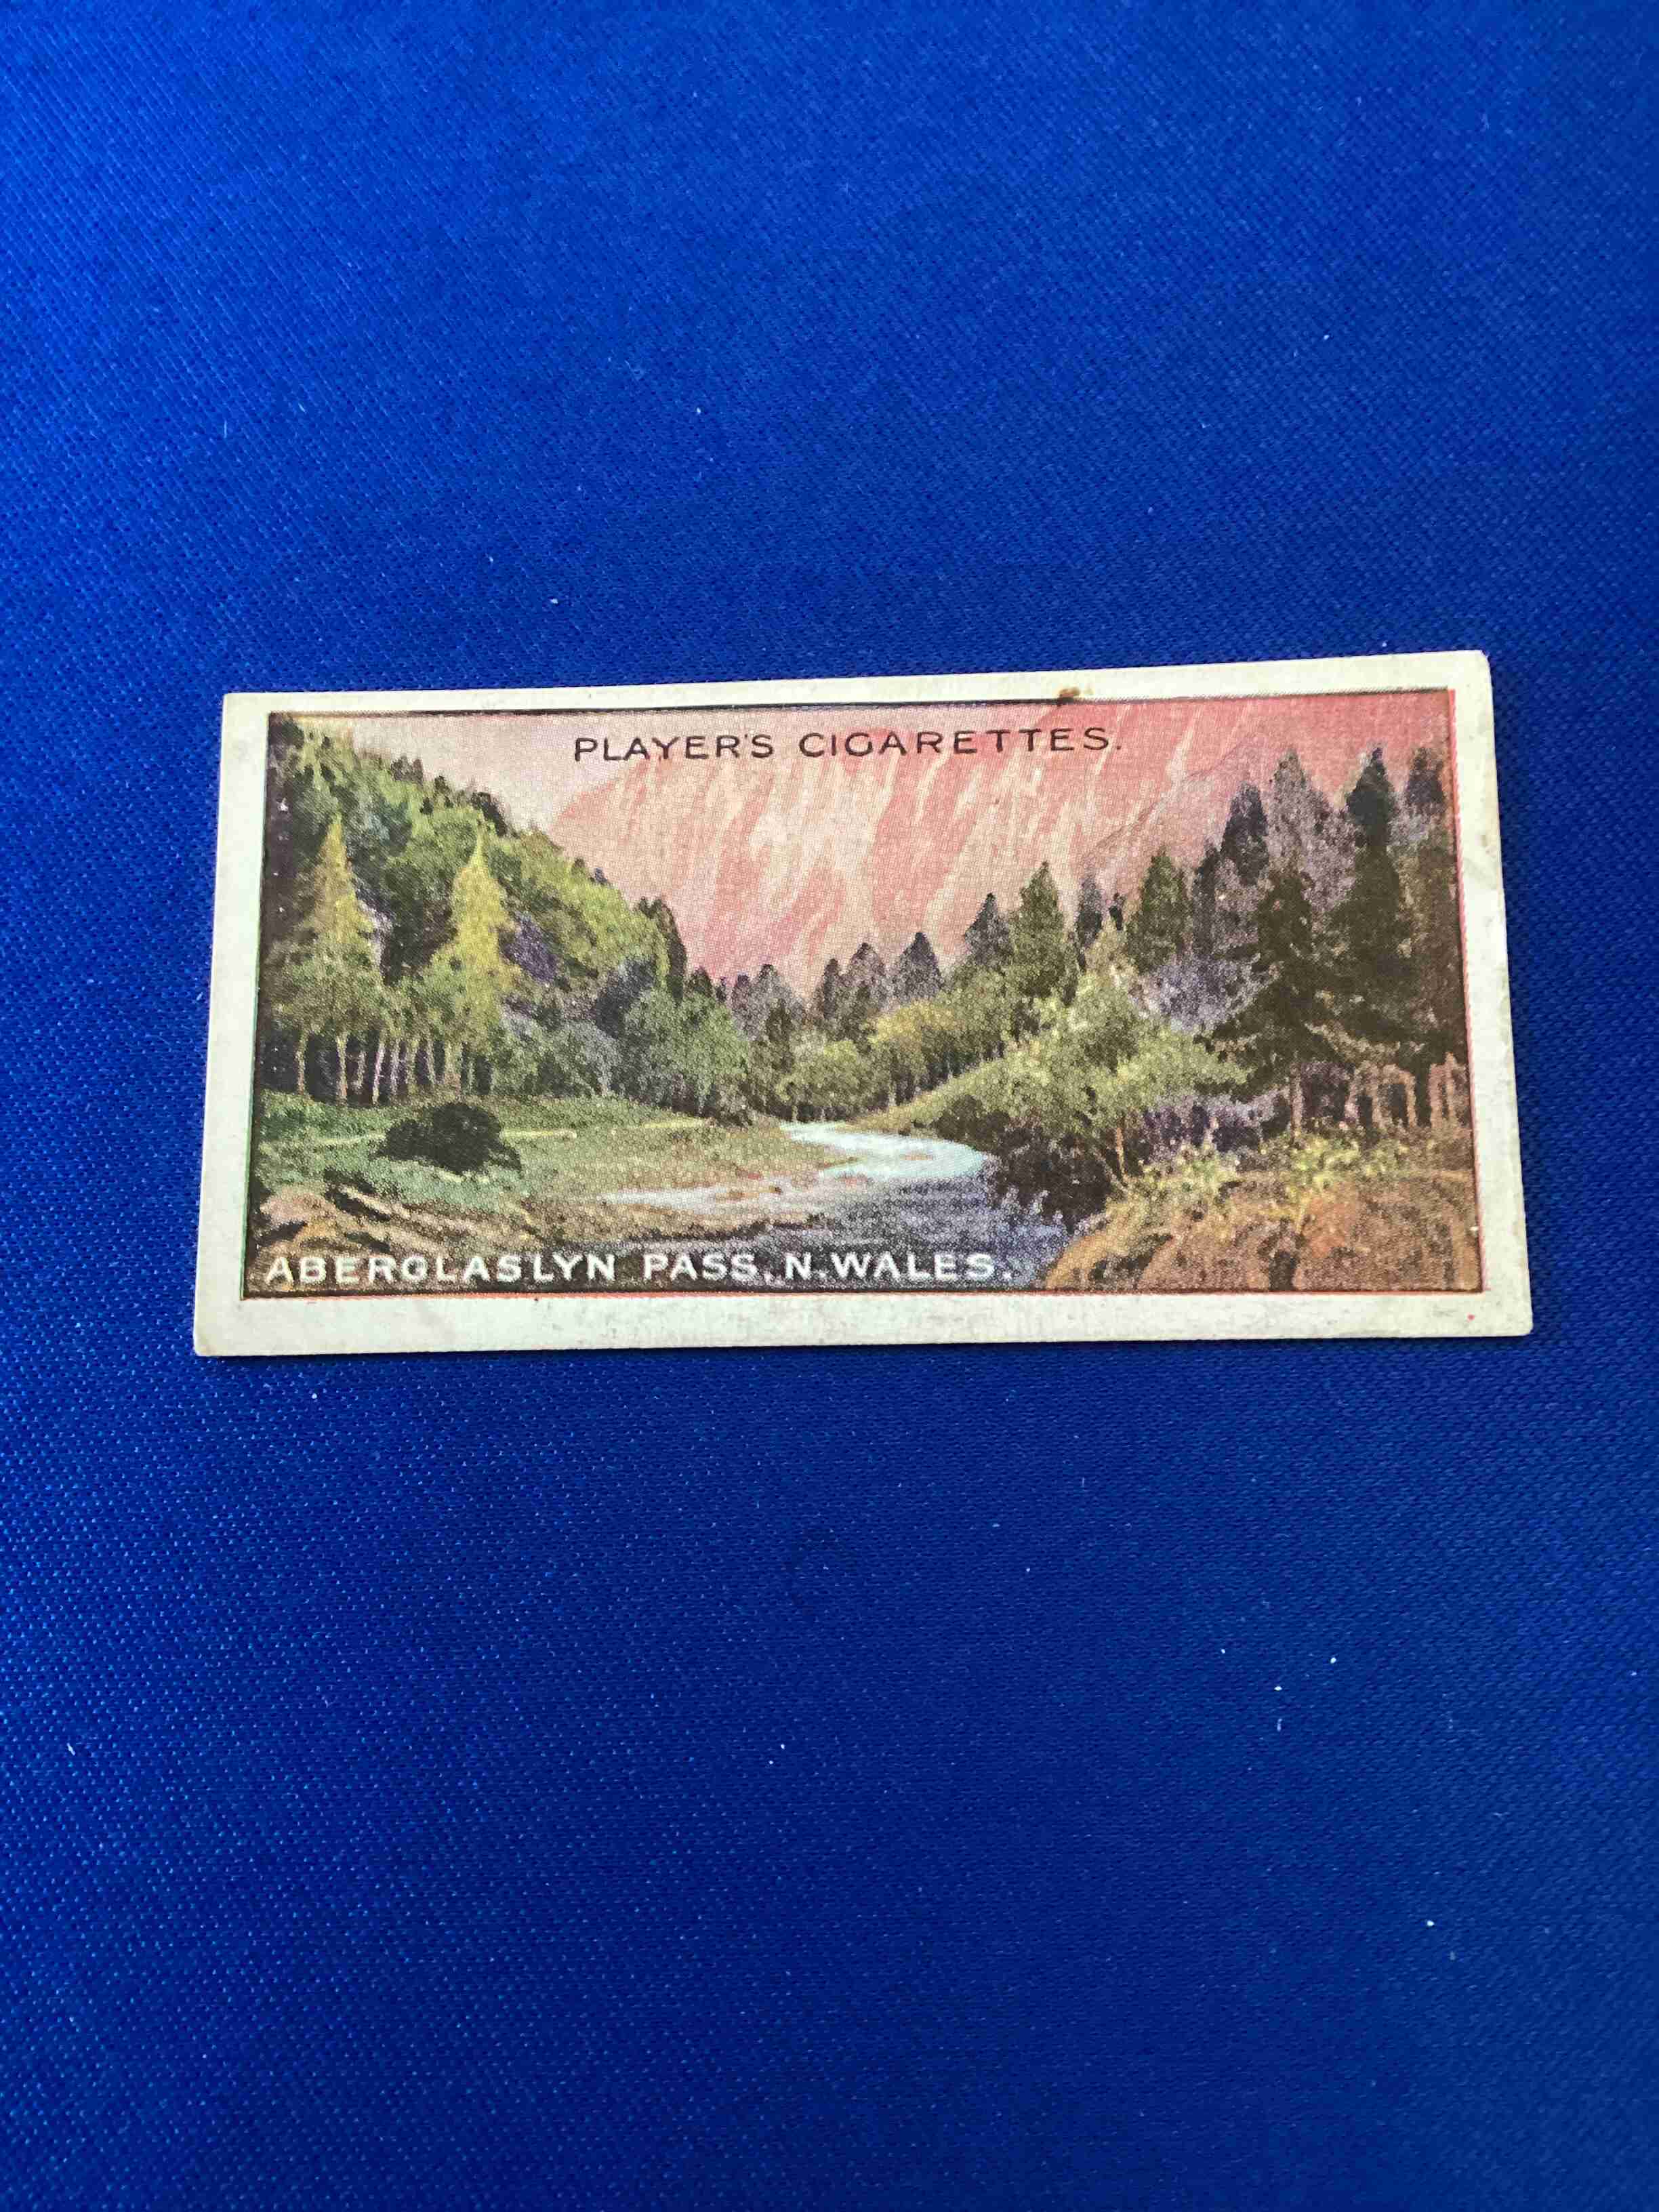 PLAYER'S CIGARETTES.
ABERGLASLYN PASS, N. WALES.